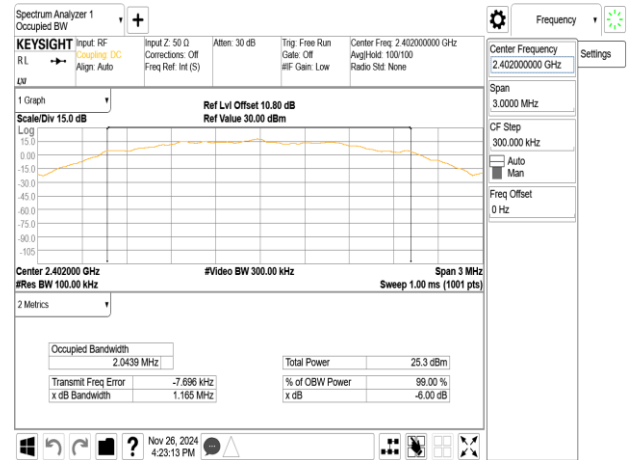 Spectrum Analyzer 1
Occupied BW
Frequency
KEYSIGHT
RL
Input: RF
Coupling: DC
Align: Auto
Input Z: 50 Ω
Corrections: Off
Freq Ref: Int (S)
Atten: 30 dB
Trig: Free Run
Gate: Off
#IF Gain: Low
Center Freq: 2.402000000 GHz
Avg|Hold: 100/100
Radio Std: None
LXI
Center Frequency
2.402000000 GHz
Settings
Span
3.0000 MHz
CF Step
300.000 kHz
Auto
Man
Freq Offset
0 Hz
1 Graph
Ref Lvl Offset 10.80 dB
Scale/Div 15.0 dB
Ref Value 30.00 dBm
Log
15.0
0.00
-15.0
-30.0
-45.0
-60.0
-75.0
-90.0
-105
Center 2.402000 GHz
#Video BW 300.00 kHz
Span 3 MHz
#Res BW 100.00 kHz
Sweep 1.00 ms (1001 pts)
2 Metrics
Occupied Bandwidth
2.0439 MHz
Total Power
25.3 dBm
Transmit Freq Error
-7.696 kHz
% of OBW Power
99.00 %
x dB Bandwidth
1.165 MHz
x dB
-6.00 dB
Nov 26, 2024
4:23:13 PM